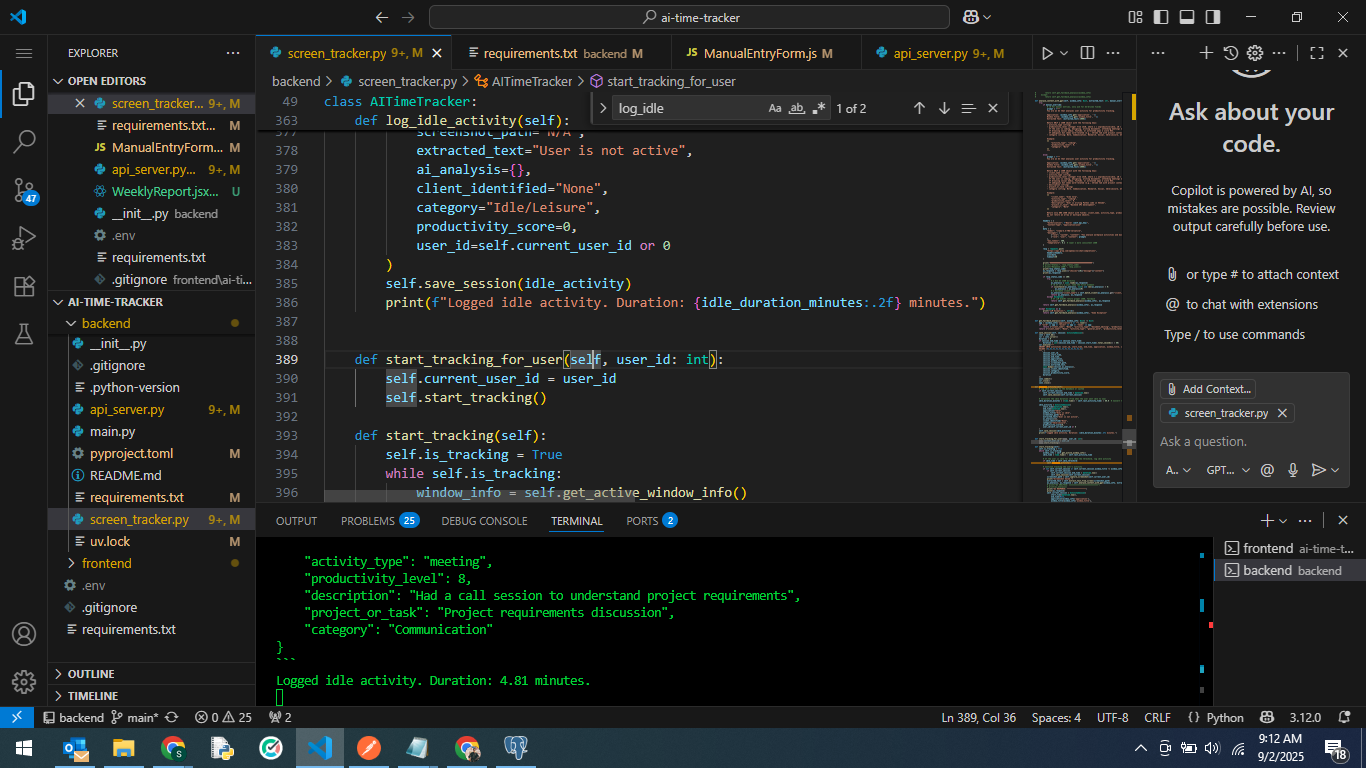 ai-time-tracker
EXPLORER
OPEN EDITORS
screen_tracker... 9+, M
requirements.txt... M
ManualEntryForm... M
api_server.py... 9+, M
WeeklyReport.jsx... U
__init__.py backend
.env
requirements.txt
.gitignore frontend\ai-ti...
AI-TIME-TRACKER
backend
__init__.py
.gitignore
.python-version
api_server.py 9+, M
main.py
pyproject.toml M
README.md
requirements.txt M
screen_tracker.py 9+, M
uv.lock M
frontend
.env
.gitignore
requirements.txt
OUTLINE
TIMELINE
47
screen_tracker.py 9+, M
requirements.txt backend M
JS ManualEntryForm.js M
api_server.py 9+, M
backend > screen_tracker.py > AITimeTracker > start_tracking_for_user
log_idle Aa ab 1 of 2
49 class AITimeTracker:
363 def log_idle_activity(self):
377 screenshot_path="N/A",
378 extracted_text="User is not active",
379 ai_analysis={},
380 client_identified="None",
381 category="Idle/Leisure",
382 productivity_score=0,
383 user_id=self.current_user_id or 0
384 )
385 self.save_session(idle_activity)
386 print(f"Logged idle activity. Duration: {idle_duration_minutes:.2f} minutes.")
387
388
389 def start_tracking_for_user(self, user_id: int):
390 self.current_user_id = user_id
391 self.start_tracking()
392
393 def start_tracking(self):
394 self.is_tracking = True
395 while self.is_tracking:
396 window_info = self.get_active_window_info()
Ask about your
code.
Copilot is powered by AI, so
mistakes are possible. Review
output carefully before use.
or type # to attach context
@ to chat with extensions
Type / to use commands
Add Context...
screen_tracker.py
Ask a question.
A.. GPT...
OUTPUT PROBLEMS 25 DEBUG CONSOLE TERMINAL PORTS 2
"activity_type": "meeting",
"productivity_level": 8,
"description": "Had a call session to understand project requirements",
"project_or_task": "Project requirements discussion",
"category": "Communication"
}
```
Logged idle activity. Duration: 4.81 minutes.
frontend ai-time-t...
backend backend
backend main* 0 25 2
Ln 389, Col 36 Spaces: 4 UTF-8 CRLF {} Python 3.12.0
9:12 AM
9/2/2025
18